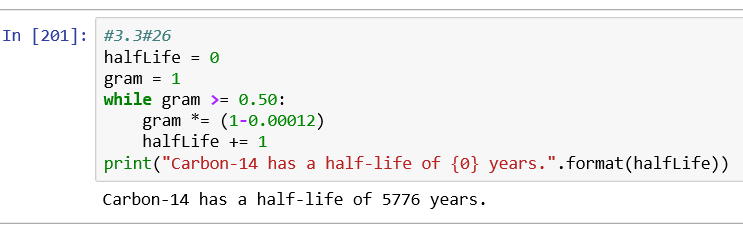 In [201]: #3.3#26
halfLife = 0
gram = 1
while gram >= 0.50:
    gram *= (1-0.00012)
    halfLife += 1
print("Carbon-14 has a half-life of {0} years.".format(halfLife))
Carbon-14 has a half-life of 5776 years.